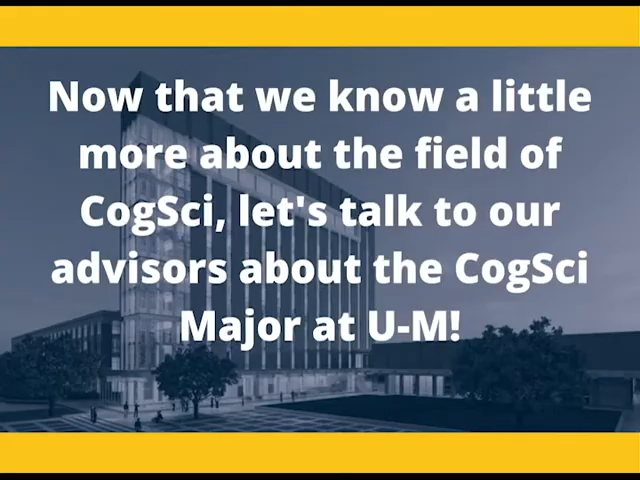 Now that we know a little
more about the field of
CogSci, let's talk to our
advisors about the CogSci
Major at U-M!